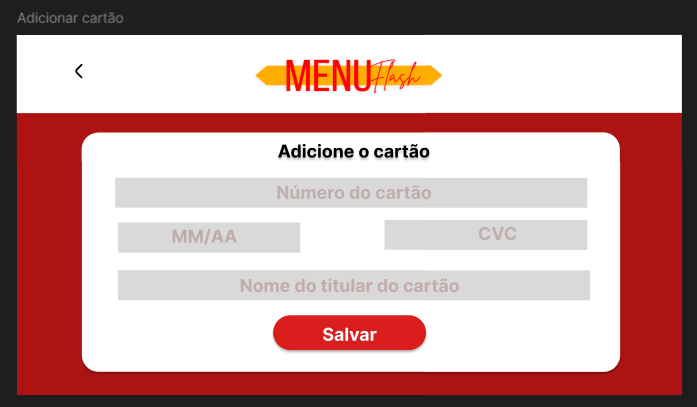 Adicionar cartão
MENU Flash
Adicione o cartão
Número do cartão
MM/AA
CVC
Nome do titular do cartão
Salvar